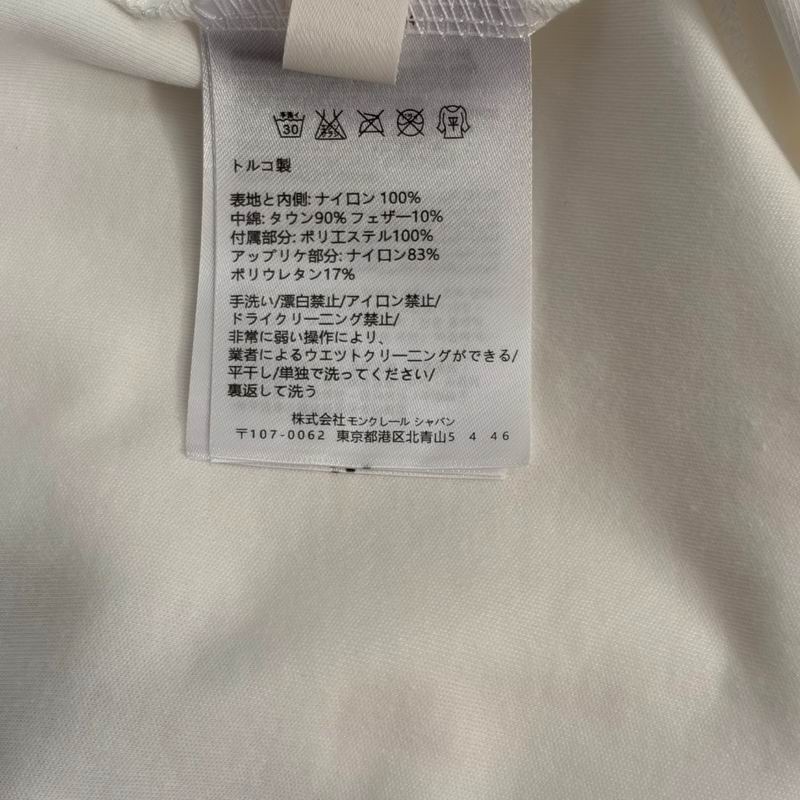 手洗イ
30
平
トルコ製
表地と内側: ナイロン 100%
中綿: タウン90% フェザー10%
付属部分: ポリ工ステル100%
アップリケ部分: ナイロン83%
ポリウレタン17%
手洗い/漂白禁止/アイロン禁止/
ドライクリー二ング禁止/
非常に弱い操作により、
業者によるウエツトクリー二ングができる/
平干し/単独で洗ってください/
裏返して洗う
株式会社 モンクレール ジャパン
〒107-0062 東京都港区北青山5 4 46